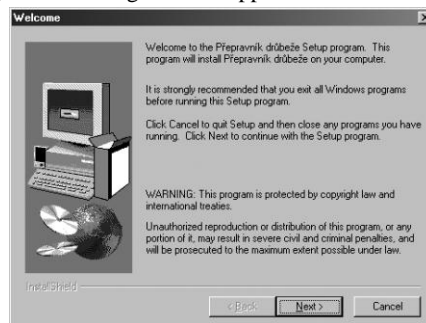 Welcome
Welcome to the Přepravník drůbeže Setup program. This
program will install Přepravník drůbeže on your computer.
It is strongly recommended that you exit all Windows programs
before running this Setup program.
Click Cancel to quit Setup and then close any programs you have
running. Click Next to continue with the Setup program.
WARNING: This program is protected by copyright law and
international treaties.
Unauthorized reproduction or distribution of this program, or any
portion of it, may result in severe civil and criminal penalties, and
will be prosecuted to the maximum extent possible under law.
InstallShield
< Back Next > Cancel